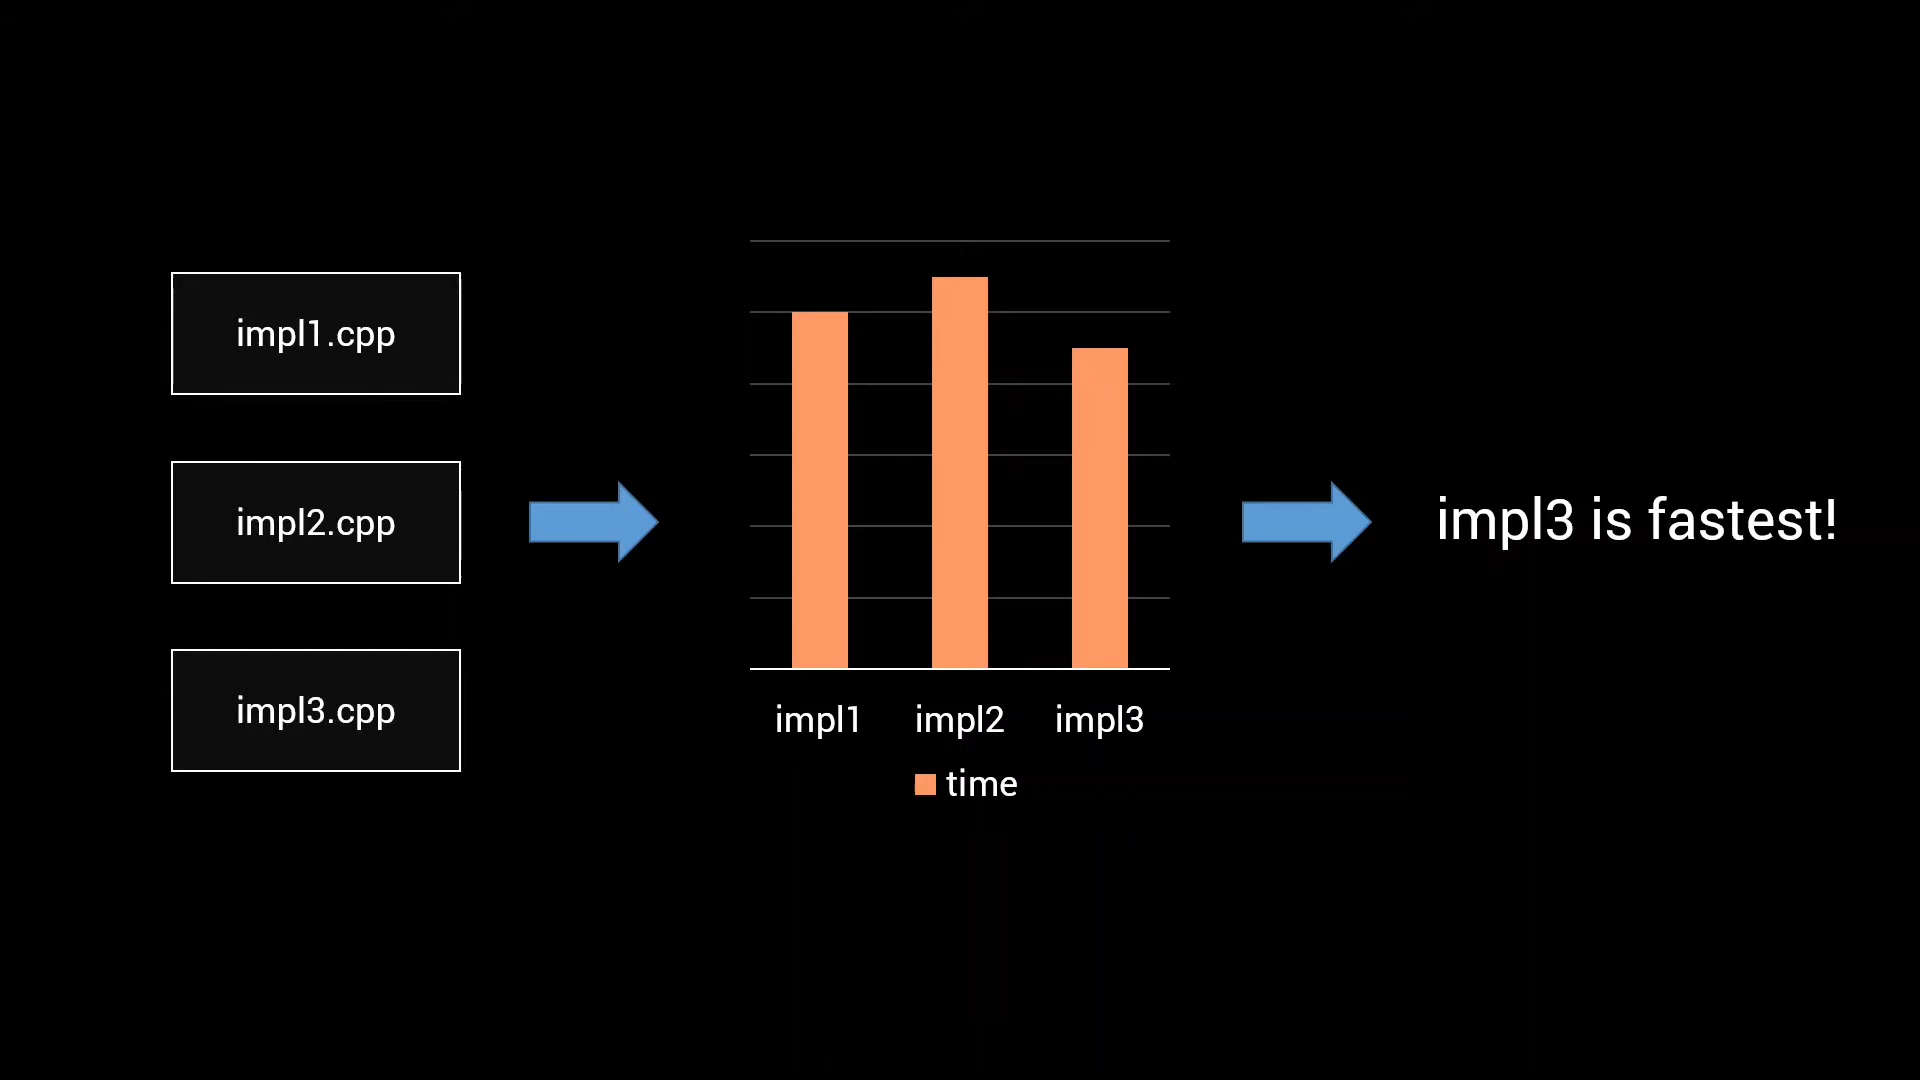 impl1.cpp
impl2.cpp
impl3.cpp
impl1
impl2
impl3
time
impl3 is fastest!